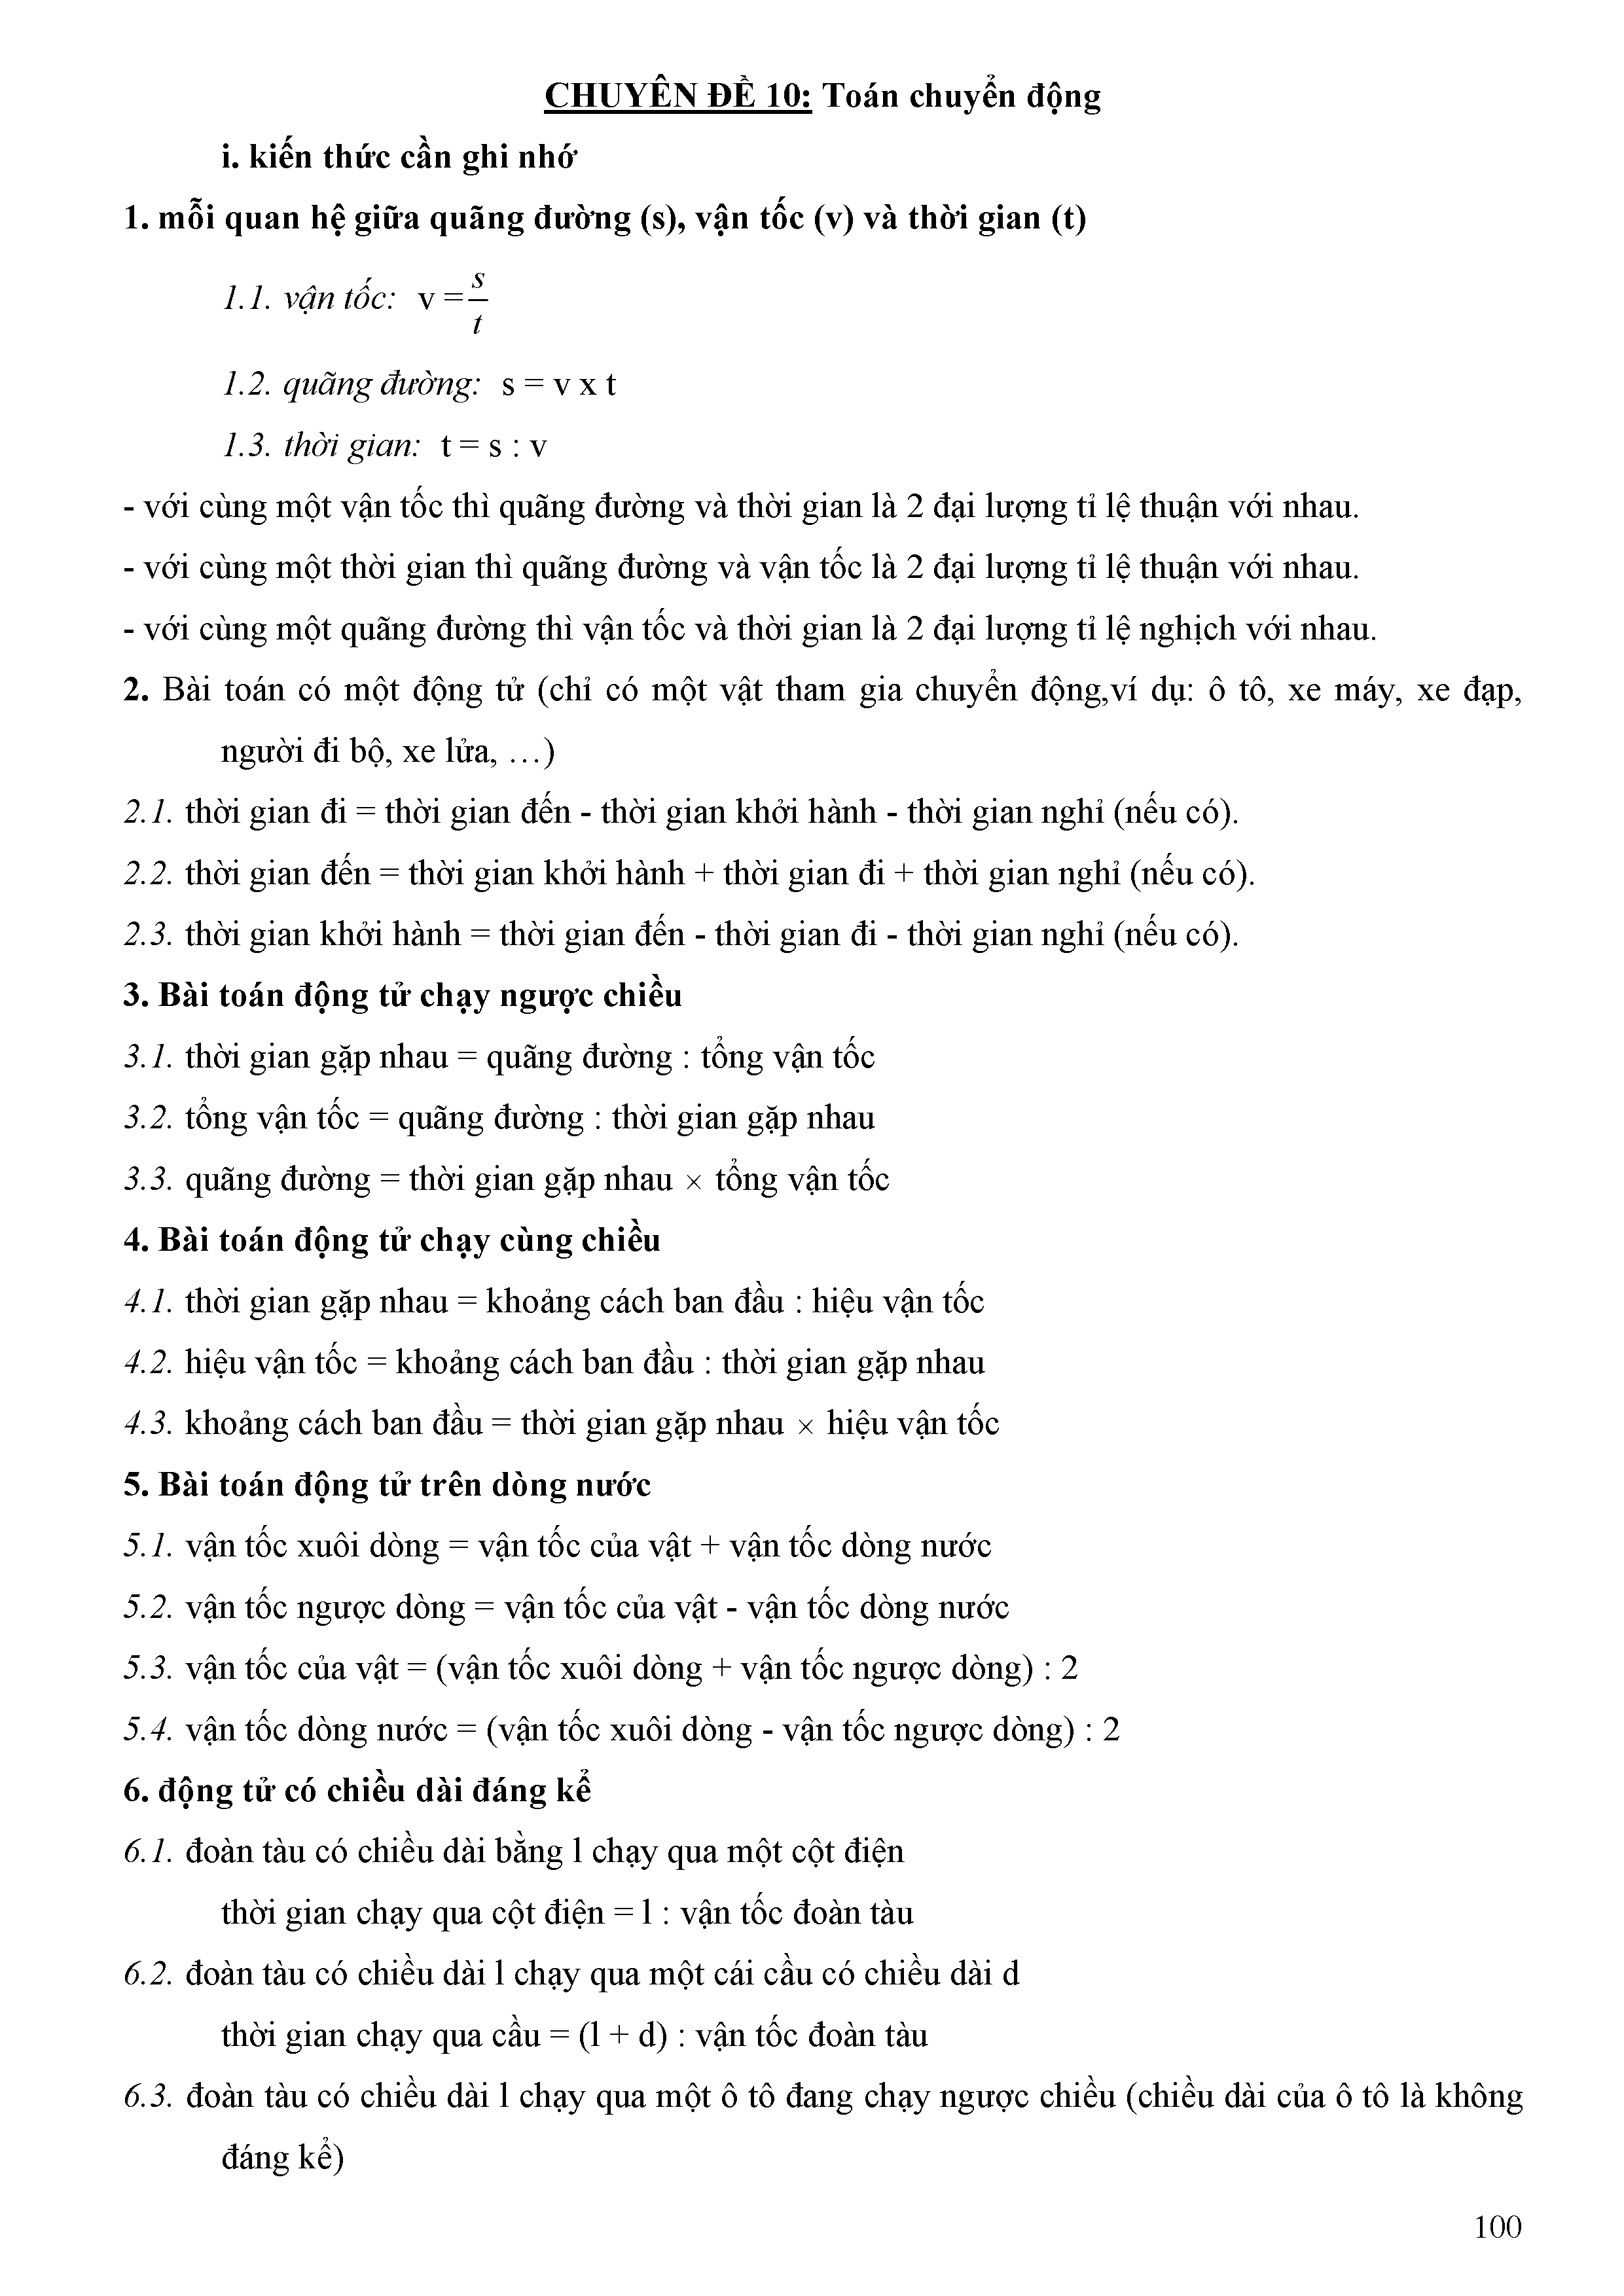 CHUYÊN ĐỀ 10: Toán chuyển động
i. kiến thức cần ghi nhớ
1. mỗi quan hệ giữa quãng đường (s), vận tốc (v) và thời gian (t)
1.1. vận tốc: v = s/t
1.2. quãng đường: s = v x t
1.3. thời gian: t = s : v
- với cùng một vận tốc thì quãng đường và thời gian là 2 đại lượng tỉ lệ thuận với nhau.
- với cùng một thời gian thì quãng đường và vận tốc là 2 đại lượng tỉ lệ thuận với nhau.
- với cùng một quãng đường thì vận tốc và thời gian là 2 đại lượng tỉ lệ nghịch với nhau.
2. Bài toán có một động tử (chỉ có một vật tham gia chuyển động,ví dụ: ô tô, xe máy, xe đạp,
người đi bộ, xe lửa, …)
2.1. thời gian đi = thời gian đến - thời gian khởi hành - thời gian nghỉ (nếu có).
2.2. thời gian đến = thời gian khởi hành + thời gian đi + thời gian nghỉ (nếu có).
2.3. thời gian khởi hành = thời gian đến - thời gian đi - thời gian nghỉ (nếu có).
3. Bài toán động tử chạy ngược chiều
3.1. thời gian gặp nhau = quãng đường : tổng vận tốc
3.2. tổng vận tốc = quãng đường : thời gian gặp nhau
3.3. quãng đường = thời gian gặp nhau × tổng vận tốc
4. Bài toán động tử chạy cùng chiều
4.1. thời gian gặp nhau = khoảng cách ban đầu : hiệu vận tốc
4.2. hiệu vận tốc = khoảng cách ban đầu : thời gian gặp nhau
4.3. khoảng cách ban đầu = thời gian gặp nhau × hiệu vận tốc
5. Bài toán động tử trên dòng nước
5.1. vận tốc xuôi dòng = vận tốc của vật + vận tốc dòng nước
5.2. vận tốc ngược dòng = vận tốc của vật - vận tốc dòng nước
5.3. vận tốc của vật = (vận tốc xuôi dòng + vận tốc ngược dòng) : 2
5.4. vận tốc dòng nước = (vận tốc xuôi dòng - vận tốc ngược dòng) : 2
6. động tử có chiều dài đáng kể
6.1. đoàn tàu có chiều dài bằng l chạy qua một cột điện
thời gian chạy qua cột điện = l : vận tốc đoàn tàu
6.2. đoàn tàu có chiều dài l chạy qua một cái cầu có chiều dài d
thời gian chạy qua cầu = (l + d) : vận tốc đoàn tàu
6.3. đoàn tàu có chiều dài l chạy qua một ô tô đang chạy ngược chiều (chiều dài của ô tô là không
đáng kể)
100